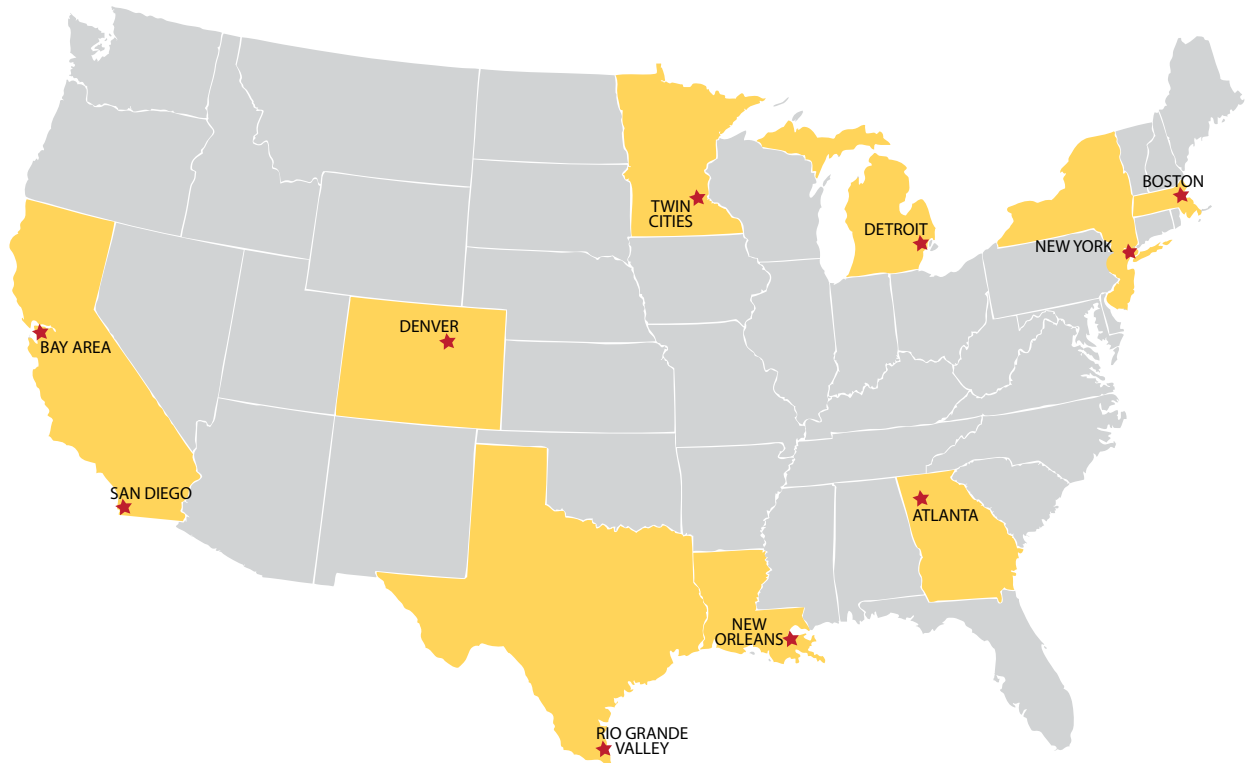 BOSTON
TWIN
CITIES
DETROIT
NEW YORK
DENVER
BAY AREA
SAN DIEGO
ATLANTA
NEW
ORLEANS
RIO GRANDE
VALLEY